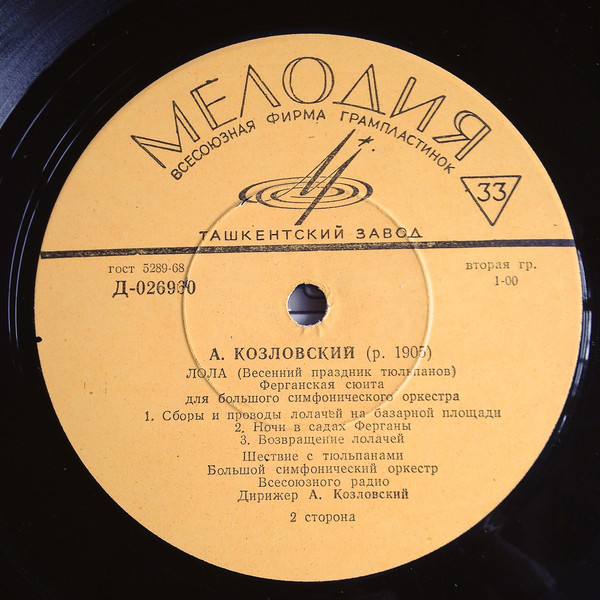 МЕЛОДИЯ
ВСЕСОЮЗНАЯ ФИРМА ГРАМПЛАСТИНОК
33
ТАШКЕНТСКИЙ ЗАВОД
гост 5289-68
Д-026930
вторая гр.
1-00
А. КОЗЛОВСКИЙ (р. 1905)
ЛОЛА (Весенний праздник тюльпанов)
Ферганская сюита
для большого симфонического оркестра
1. Сборы и проводы лолачей на базарной площади
2. Ночи в садах Ферганы
3. Возвращение лолачей
Шествие с тюльпанами
Большой симфонический оркестр
Всесоюзного радио
Дирижер А. Козловский
2 сторона